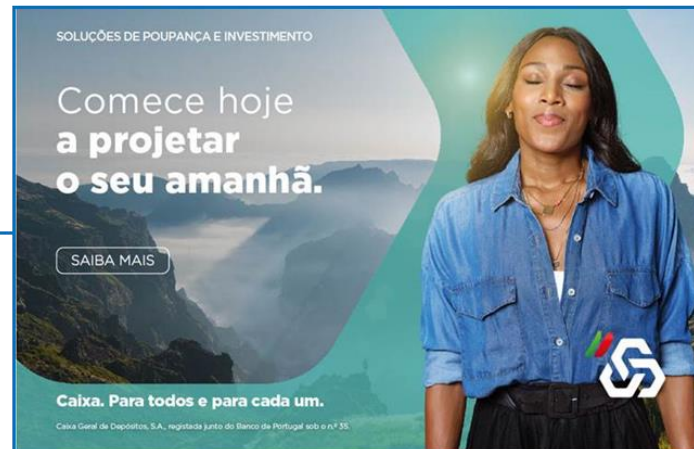 SOLUÇÕES DE POUPANÇA E INVESTIMENTO
Comece hoje
a projetar
o seu amanhã.
SAIBA MAIS
Caixa. Para todos e para cada um.
Caixa Geral de Depósitos, S.A., registada junto do Banco de Portugal sob o n.º 35.